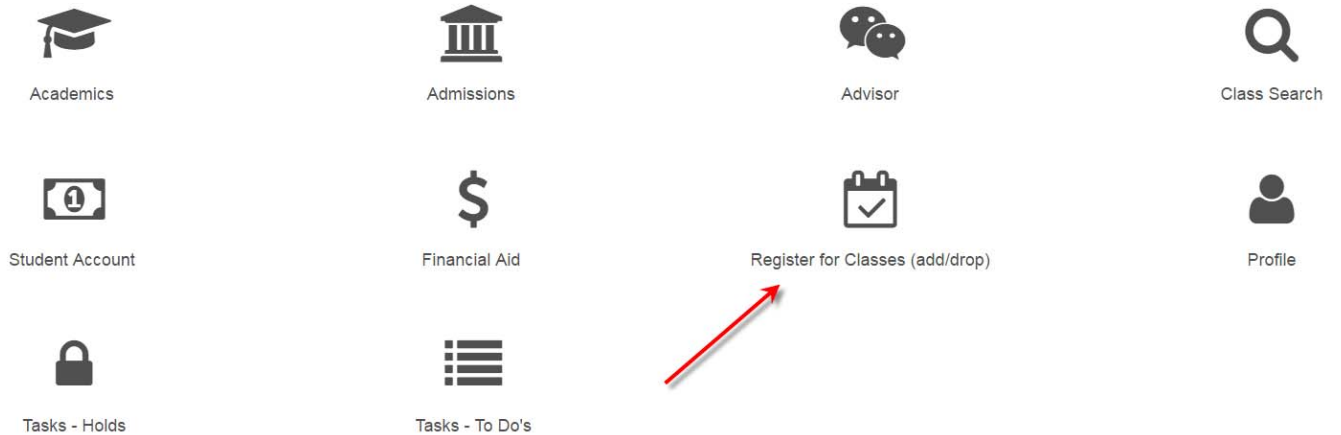 Academics
Admissions
Advisor
Class Search
1
Student Account
Financial Aid
Register for Classes (add/drop)
Profile
Tasks - Holds
Tasks - To Do's